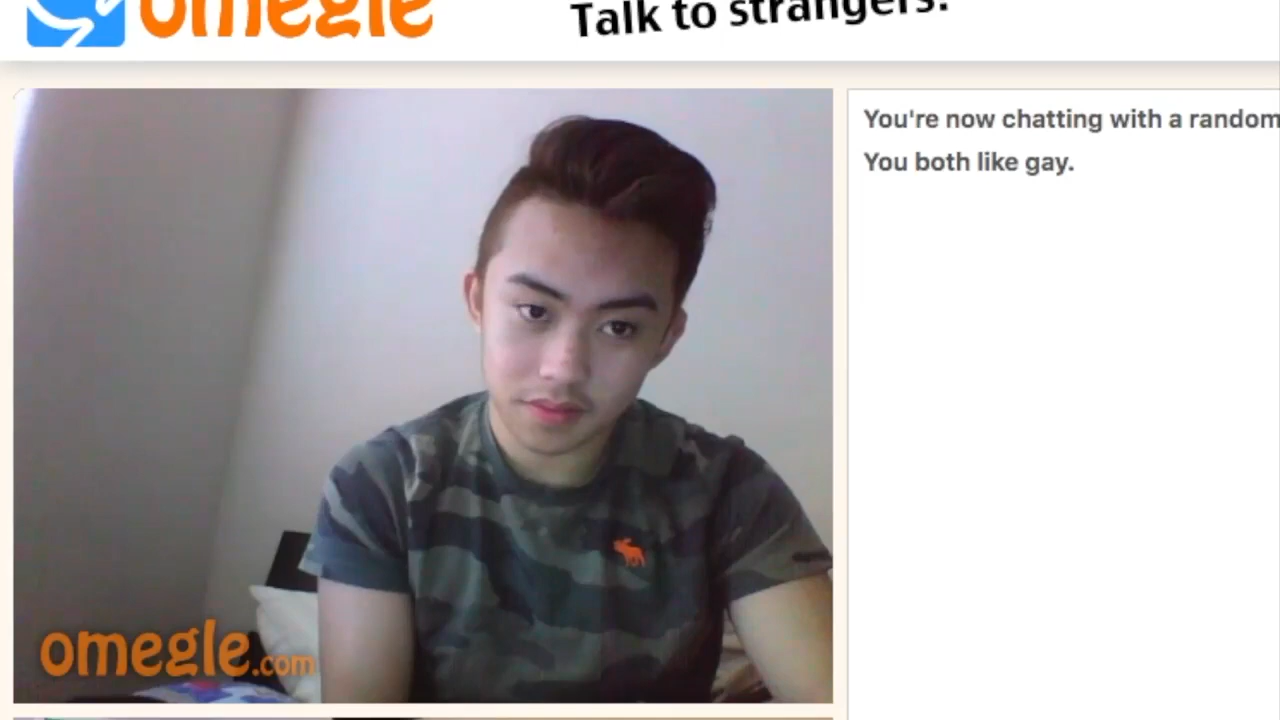 omegle
Talk to strangers!
You're now chatting with a random
You both like gay.
omegle.com